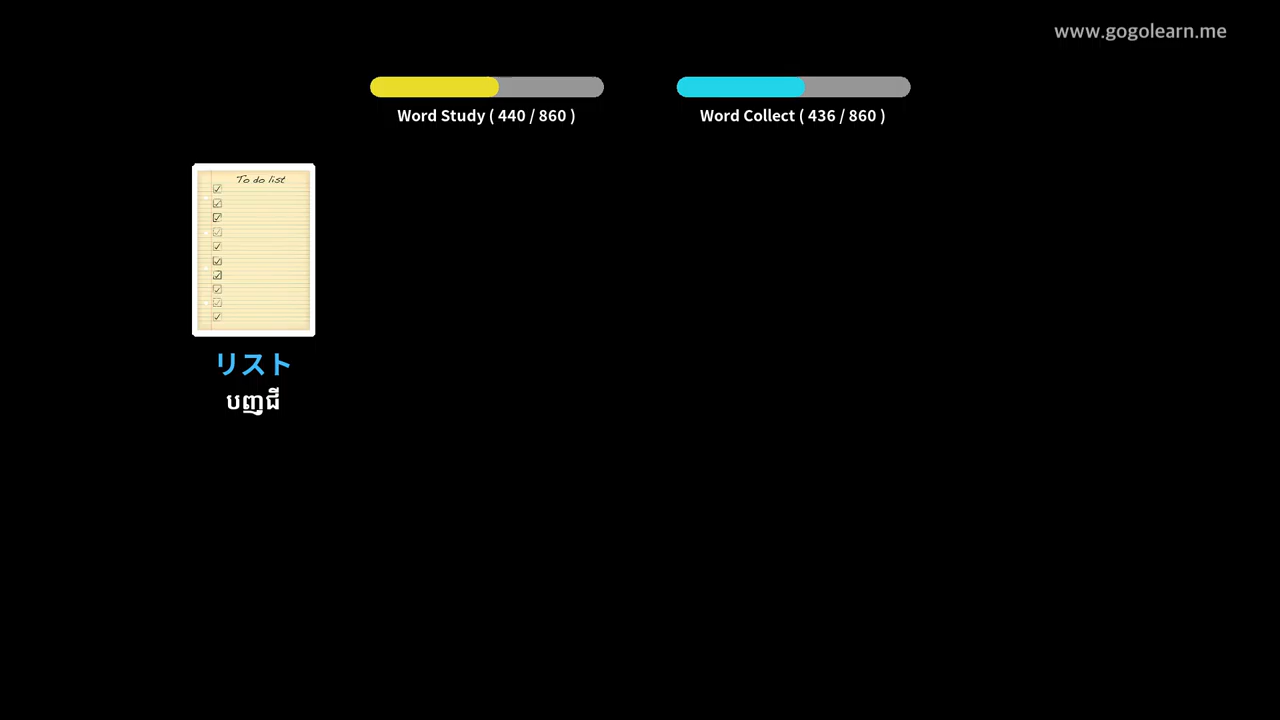 www.gogolearn.me
Word Study ( 440 / 860 )
Word Collect ( 436 / 860 )
To do list
リスト
បញ្ជី